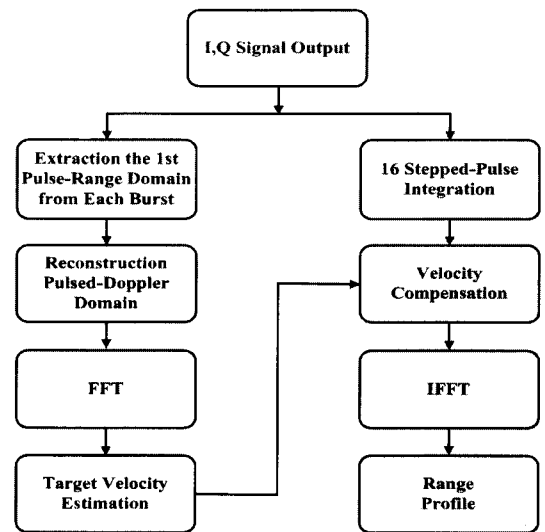 I,Q Signal Output
Extraction the 1st
Pulse-Range Domain
from Each Burst
Reconstruction
Pulsed-Doppler
Domain
FFT
Target Velocity
Estimation
16 Stepped-Pulse
Integration
Velocity
Compensation
IFFT
Range
Profile